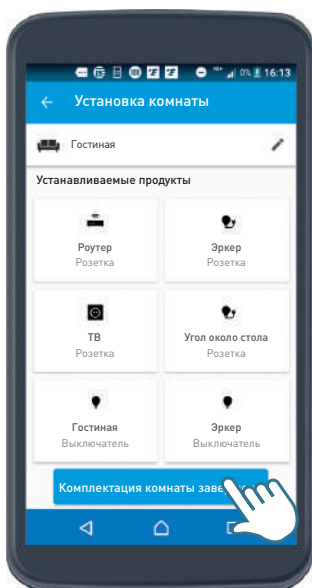 0% 16:13
Установка комнаты
Гостиная
Устанавливаемые продукты
Роутер
Розетка
Эркер
Розетка
ТВ
Розетка
Угол около стола
Розетка
Гостиная
Выключатель
Эркер
Выключатель
Комплектация комнаты